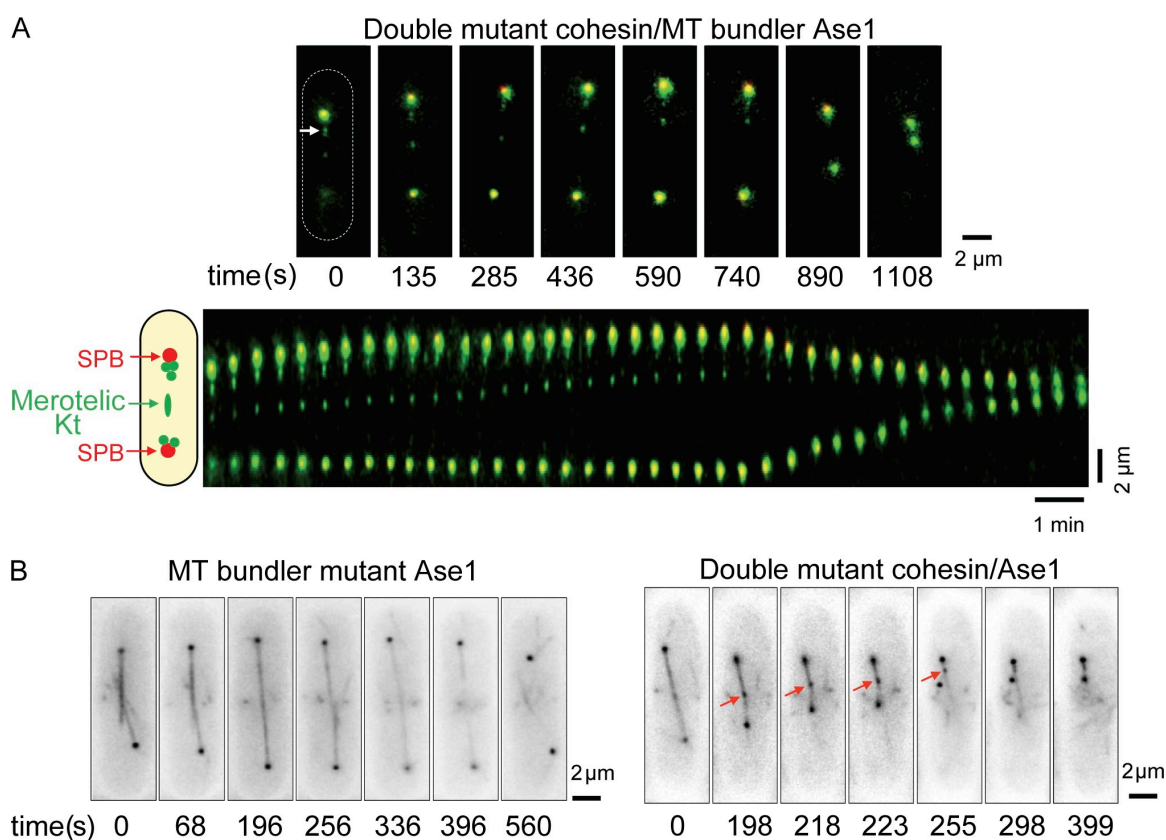 A
Double mutant cohesin/MT bundler Ase1
2 µm
time(s) 0 135 285 436 590 740 890 1108
SPB
Merotelic
Kt
SPB
2 µm
1 min
B
MT bundler mutant Ase1
Double mutant cohesin/Ase1
2µm
2µm
time(s) 0 68 196 256 336 396 560
0 198 218 223 255 298 399